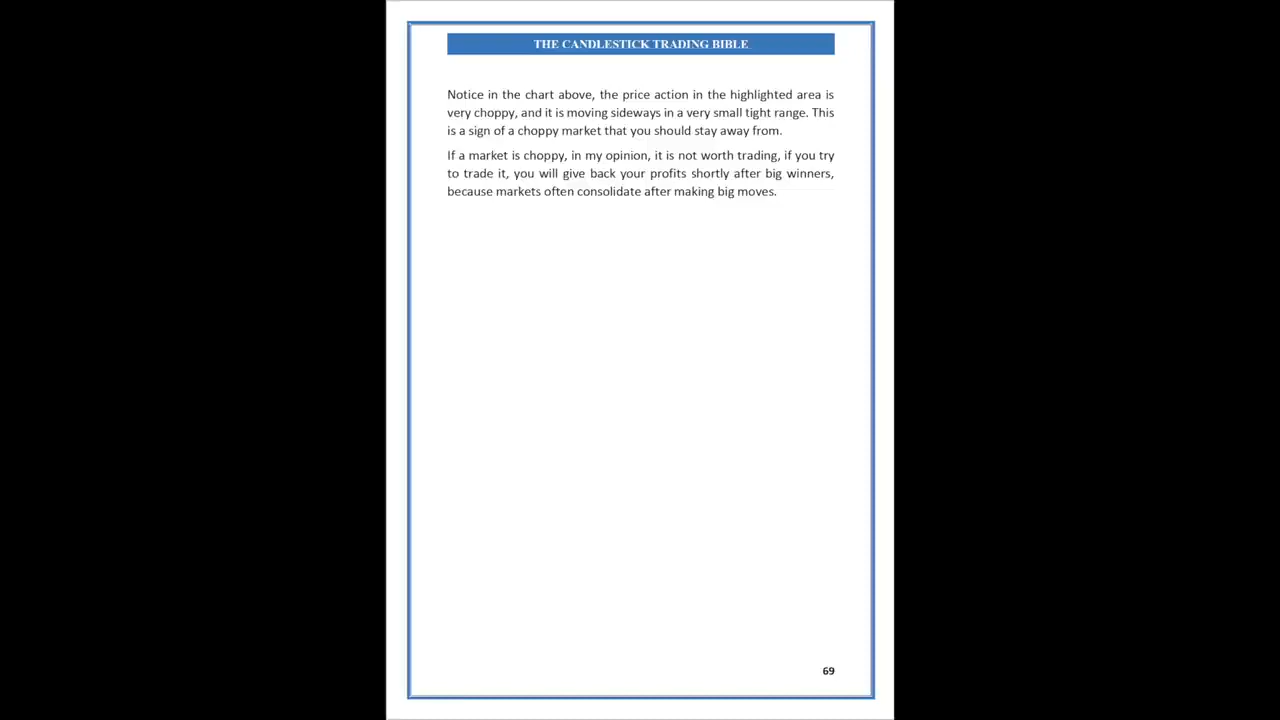 THE CANDLESTICK TRADING BIBLE
Notice in the chart above, the price action in the highlighted area is
very choppy, and it is moving sideways in a very small tight range. This
is a sign of a choppy market that you should stay away from.
If a market is choppy, in my opinion, it is not worth trading, if you try
to trade it, you will give back your profits shortly after big winners,
because markets often consolidate after making big moves.
69